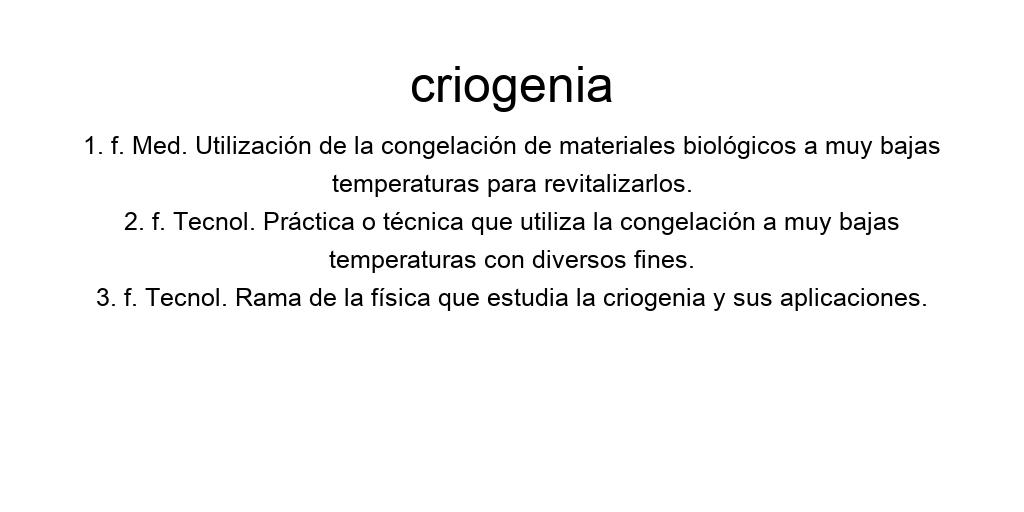 criogenia
1. f. Med. Utilización de la congelación de materiales biológicos a muy bajas
temperaturas para revitalizarlos.
2. f. Tecnol. Práctica o técnica que utiliza la congelación a muy bajas
temperaturas con diversos fines.
3. f. Tecnol. Rama de la física que estudia la criogenia y sus aplicaciones.